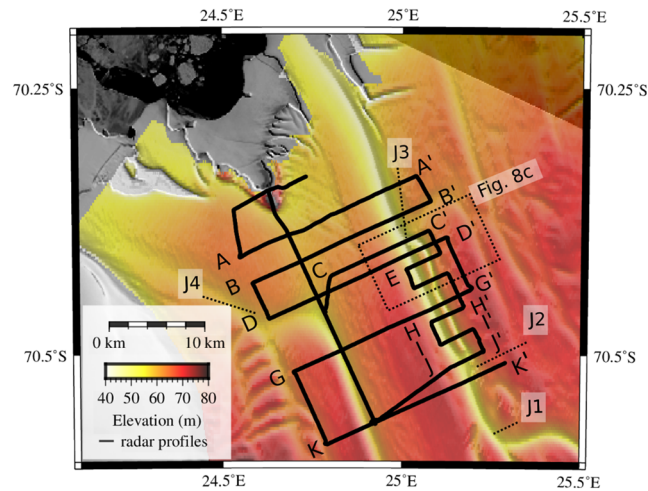 24.5°E
25°E
25.5°E
70.25°S
70.25°S
J3
A'
B'
Fig. 8c
C'
D'
A
C
E
B
J4
D
G'
H'
H
I'
I
J2
J'
J
0 km
10 km
G
K'
70.5°S
70.5°S
40 50 60 70 80
Elevation (m)
radar profiles
J1
K
24.5°E
25°E
25.5°E